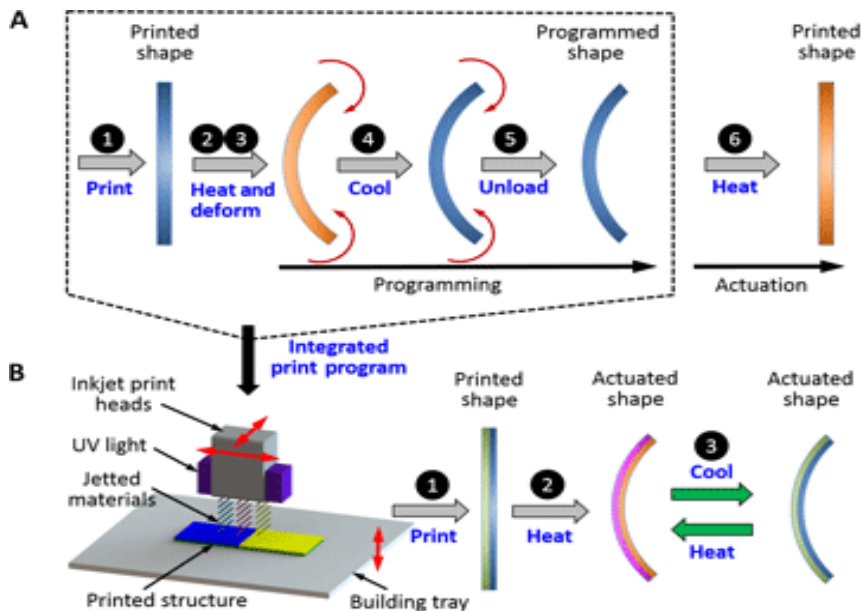 A
Printed
shape
Programmed
shape
Printed
shape
1
2 3
4
5
6
Print
Heat and
deform
Cool
Unload
Heat
Programming
Actuation
Integrated
print program
B
Inkjet print
heads
UV light
Jetted
materials
Printed structure
Building tray
Printed
shape
Actuated
shape
Actuated
shape
1
Print
2
Heat
3
Cool
Heat